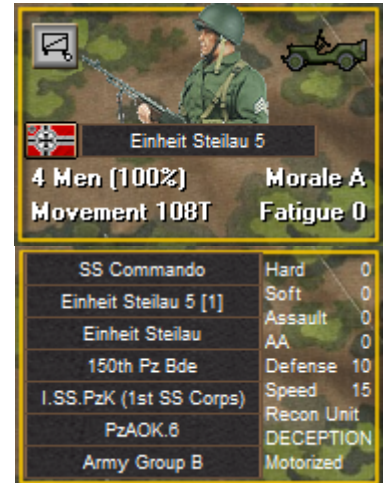 Einheit Steilau 5
4 Men (100%) Morale A
Movement 108T Fatigue 0
SS Commando
Einheit Steilau 5 [1]
Einheit Steilau
150th Pz Bde
I.SS.PzK (1st SS Corps)
PzAOK.6
Army Group B
Hard 0
Soft 0
Assault 0
AA 0
Defense 10
Speed 15
Recon Unit
DECEPTION
Motorized